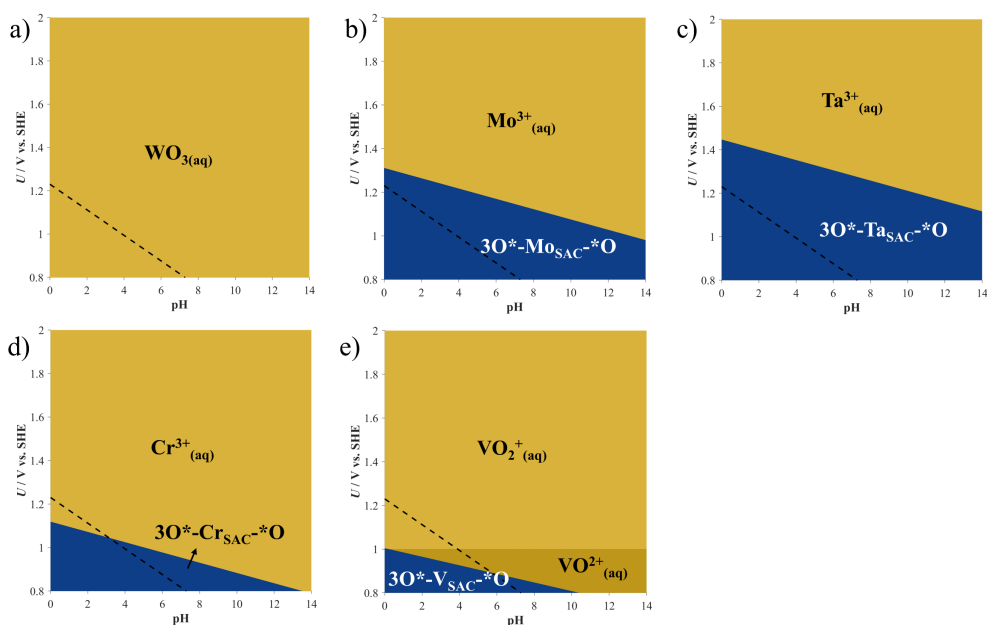 a)
2
1.8
1.6
1.4
1.2
1
0.8
U / V vs. SHE
WO₃₍ₐq₎
0 2 4 6 8 10 12 14
pH
b)
2
1.8
1.6
1.4
1.2
1
0.8
U / V vs. SHE
Mo³⁺(aq)
3O*-Mo_SAC-*O
0 2 4 6 8 10 12 14
pH
c)
2
1.8
1.6
1.4
1.2
1
0.8
U / V vs. SHE
Ta³⁺(aq)
3O*-Ta_SAC-*O
0 2 4 6 8 10 12 14
pH
d)
2
1.8
1.6
1.4
1.2
1
0.8
U / V vs. SHE
Cr³⁺(aq)
3O*-Cr_SAC-*O
0 2 4 6 8 10 12 14
pH
e)
2
1.8
1.6
1.4
1.2
1
0.8
U / V vs. SHE
VO₂⁺(aq)
VO²⁺(aq)
3O*-V_SAC-*O
0 2 4 6 8 10 12 14
pH